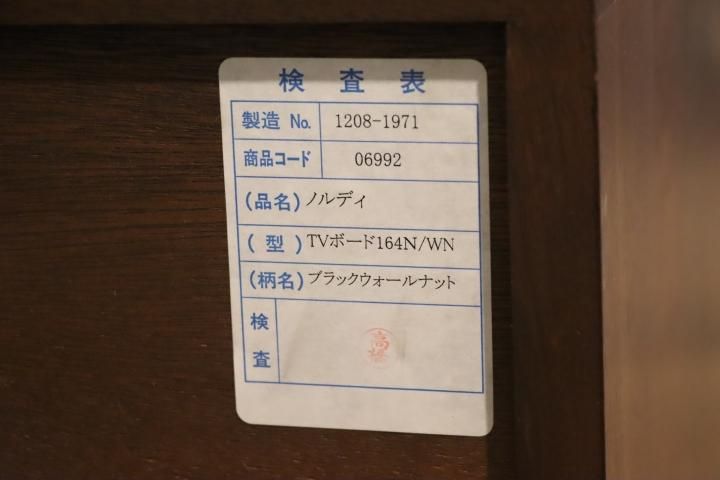 検査表
製造 No. 1208-1971
商品コード 06992
(品名) ノルディ
(型) TVボード164N/WN
(柄名) ブラックウォールナット
検査
高橋